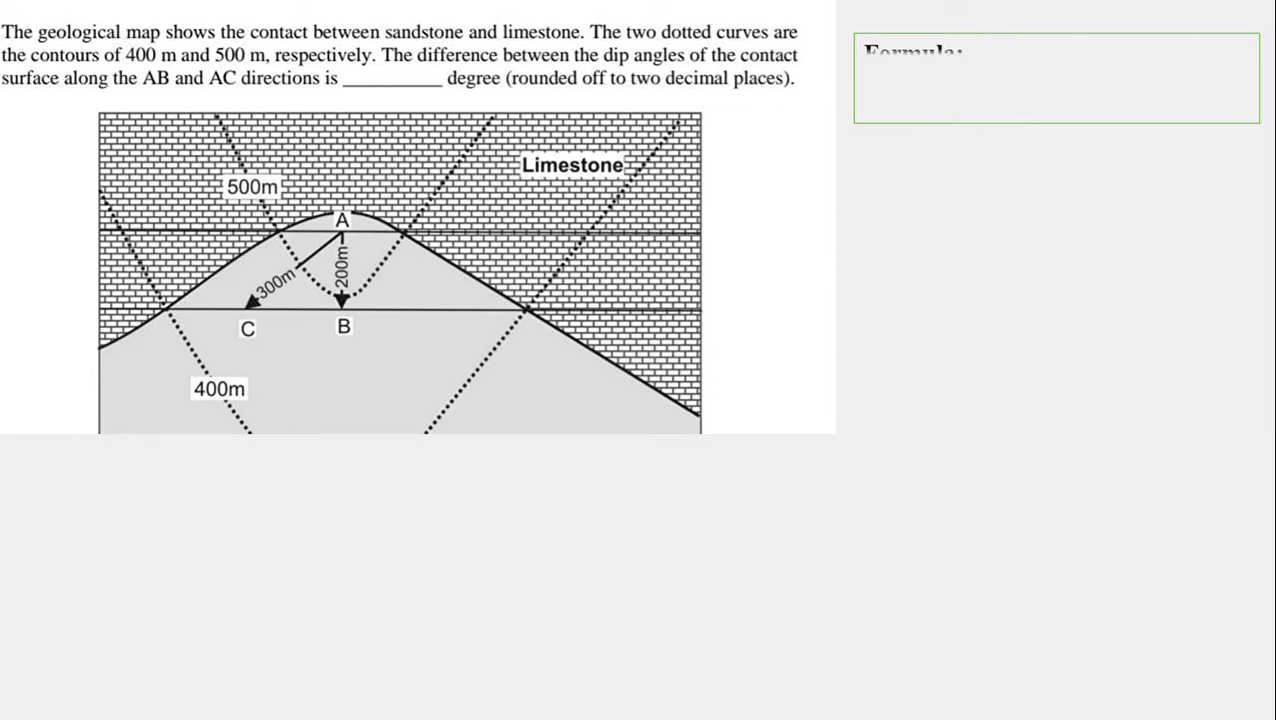 The geological map shows the contact between sandstone and limestone. The two dotted curves are
the contours of 400 m and 500 m, respectively. The difference between the dip angles of the contact
surface along the AB and AC directions is __________ degree (rounded off to two decimal places).
Formula:
Limestone
500m
A
200m
300m
C
B
400m